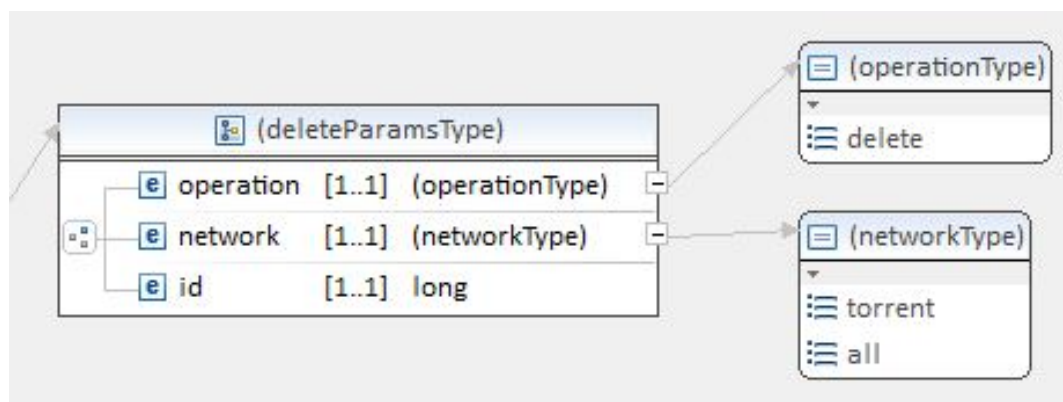 (deleteParamsType)
e operation [1..1] (operationType)
e network [1..1] (networkType)
e id [1..1] long
(operationType)
delete
(networkType)
torrent
all